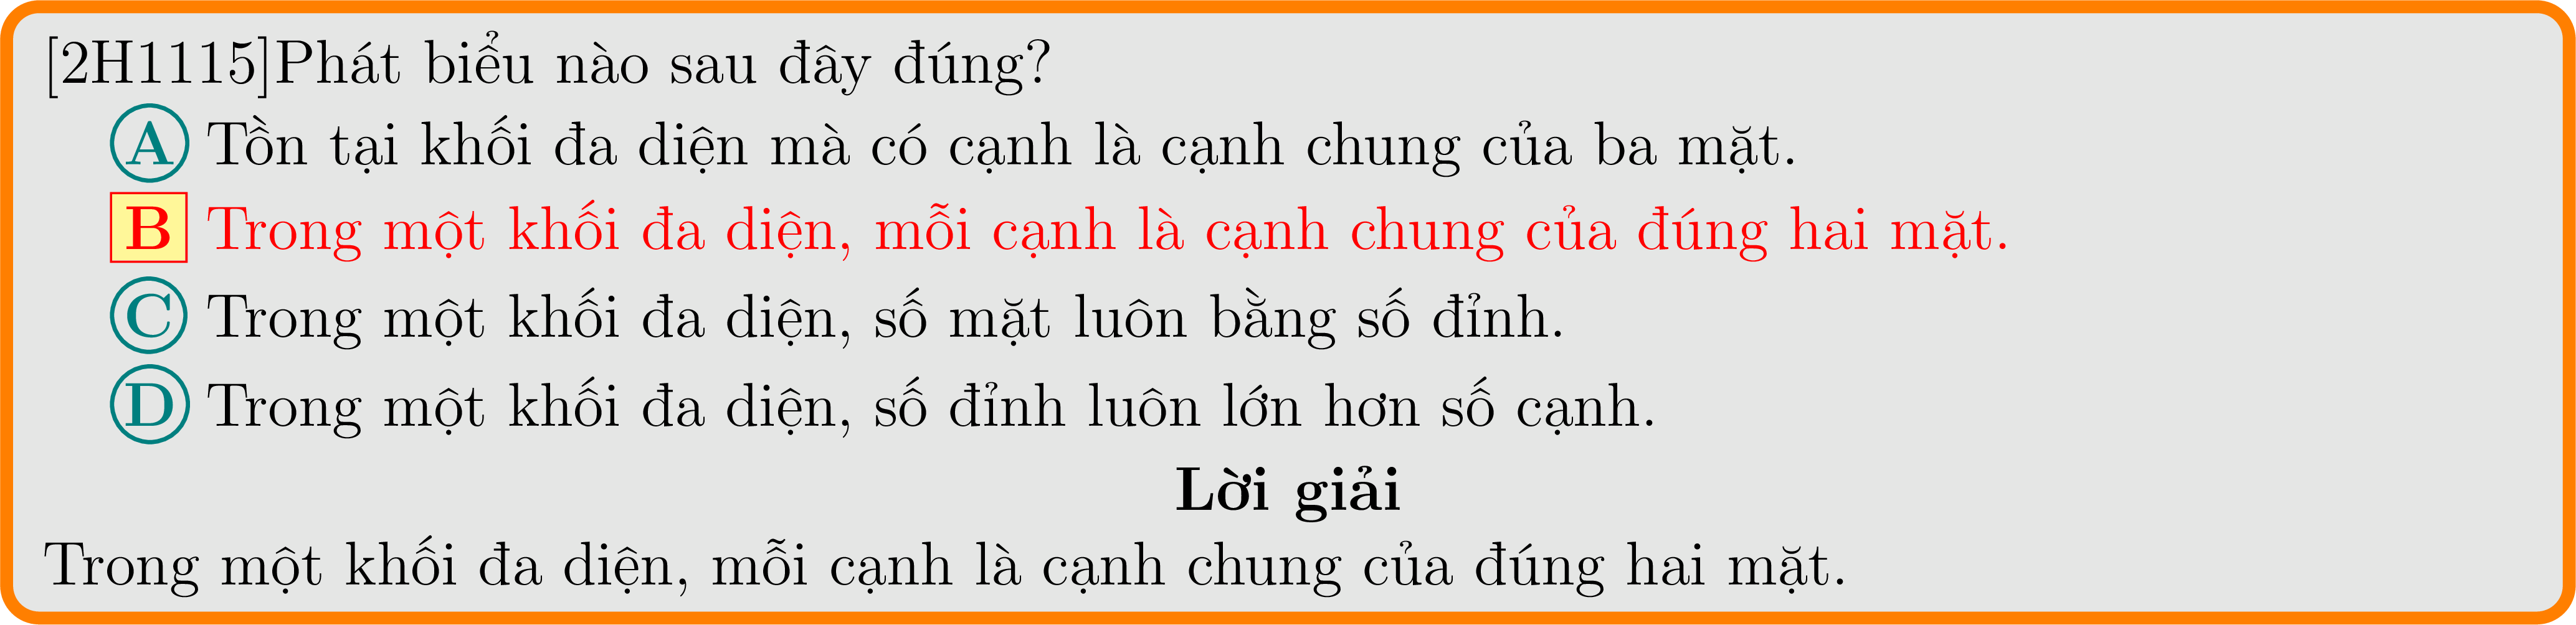 [2H1115]Phát biểu nào sau đây đúng?
A Tồn tại khối đa diện mà có cạnh là cạnh chung của ba mặt.
B Trong một khối đa diện, mỗi cạnh là cạnh chung của đúng hai mặt.
C Trong một khối đa diện, số mặt luôn bằng số đỉnh.
D Trong một khối đa diện, số đỉnh luôn lớn hơn số cạnh.
Lời giải
Trong một khối đa diện, mỗi cạnh là cạnh chung của đúng hai mặt.